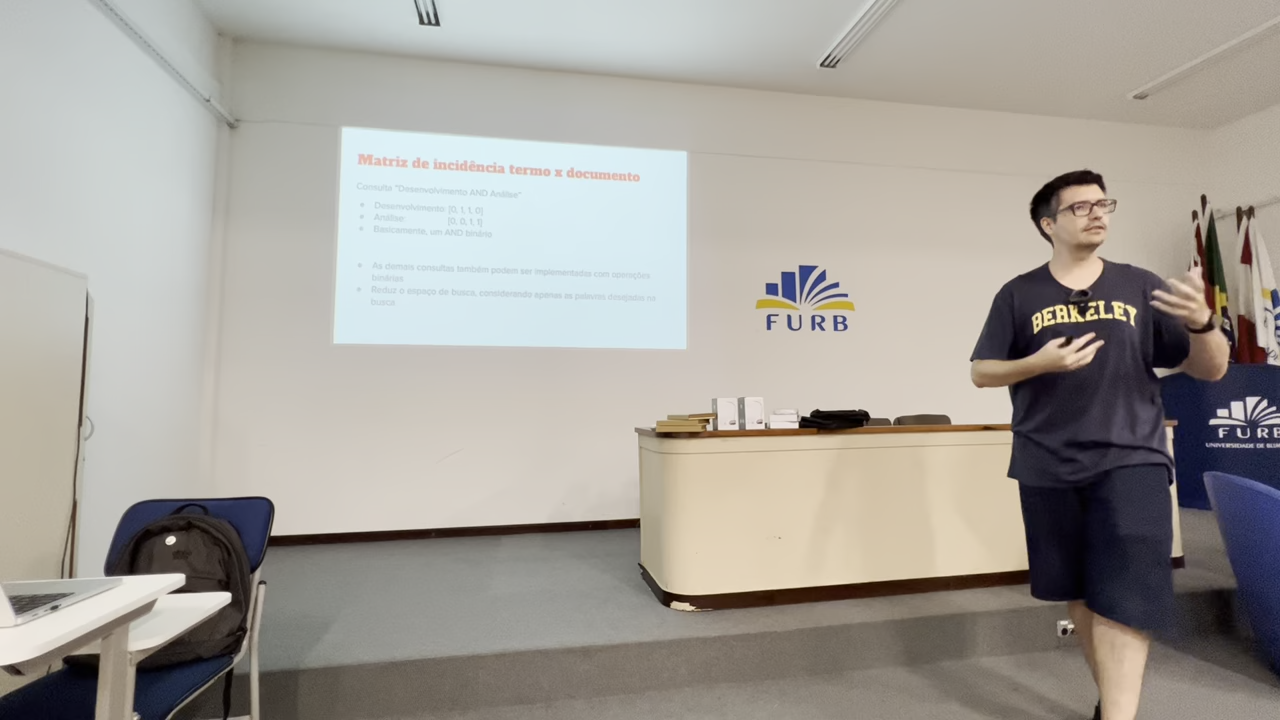 Matriz de incidência termo x documento
Consulta "Desenvolvimento AND Análise"
Desenvolvimento: [0, 1, 1, 0]
Análise: [0, 0, 1, 1]
Basicamente, um AND binário
As demais consultas também podem ser implementadas com operações
binárias
Reduz o espaço de busca, considerando apenas as palavras desejadas na
busca
FURB
BERKELEY
FURB
UNIVERSIDADE DE